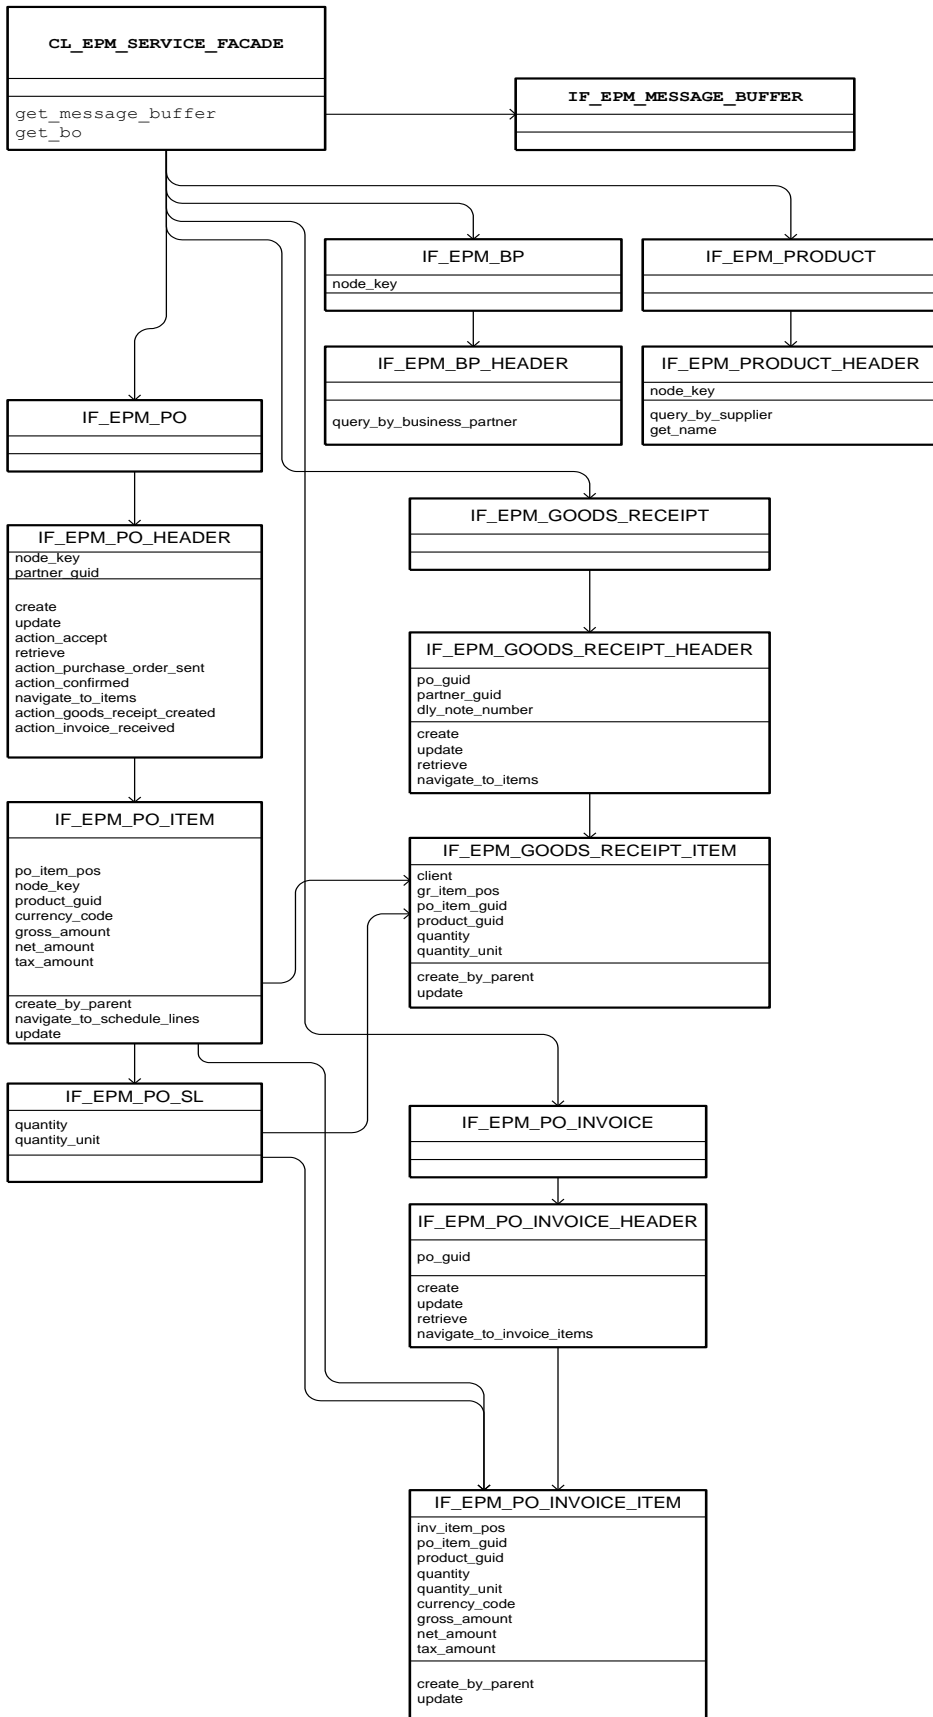 CL_EPM_SERVICE_FACADE
get_message_buffer
get_bo
IF_EPM_MESSAGE_BUFFER
IF_EPM_BP
node_key
IF_EPM_PRODUCT
IF_EPM_BP_HEADER
query_by_business_partner
IF_EPM_PRODUCT_HEADER
node_key
query_by_supplier
get_name
IF_EPM_PO
IF_EPM_PO_HEADER
node_key
partner_guid
create
update
action_accept
retrieve
action_purchase_order_sent
action_confirmed
navigate_to_items
action_goods_receipt_created
action_invoice_received
IF_EPM_GOODS_RECEIPT
IF_EPM_GOODS_RECEIPT_HEADER
po_guid
partner_guid
dly_note_number
create
update
retrieve
navigate_to_items
IF_EPM_PO_ITEM
po_item_pos
node_key
product_guid
currency_code
gross_amount
net_amount
tax_amount
create_by_parent
navigate_to_schedule_lines
update
IF_EPM_GOODS_RECEIPT_ITEM
client
gr_item_pos
po_item_guid
product_guid
quantity
quantity_unit
create_by_parent
update
IF_EPM_PO_SL
quantity
quantity_unit
IF_EPM_PO_INVOICE
IF_EPM_PO_INVOICE_HEADER
po_guid
create
update
retrieve
navigate_to_invoice_items
IF_EPM_PO_INVOICE_ITEM
inv_item_pos
po_item_guid
product_guid
quantity
quantity_unit
currency_code
gross_amount
net_amount
tax_amount
create_by_parent
update